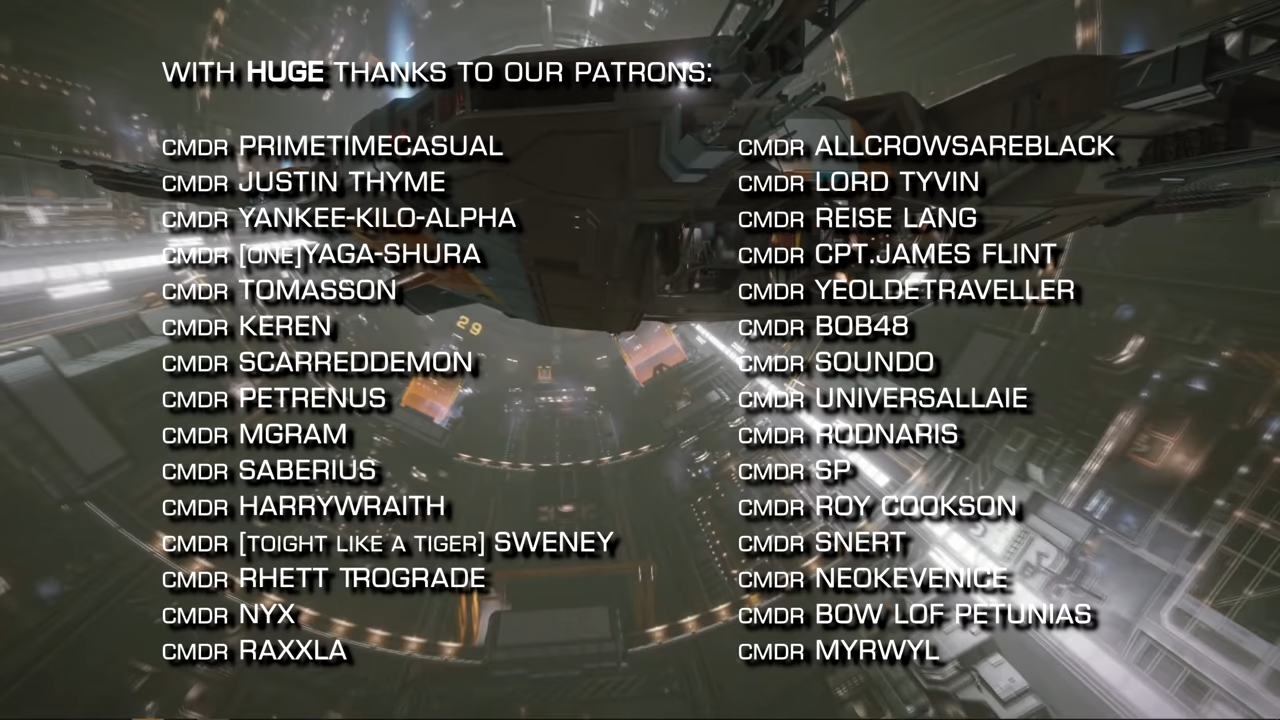 WITH HUGE THANKS TO OUR PATRONS:
CMDR PRIMETIMECASUAL
CMDR JUSTIN THYME
CMDR YANKEE-KILO-ALPHA
CMDR [ONE]YAGA-SHURA
CMDR TOMASSON
CMDR KEREN
CMDR SCARREDDEMON
CMDR PETRENUS
CMDR MGRAM
CMDR SABERIUS
CMDR HARRYWRAITH
CMDR [TOIGHT LIKE A TIGER] SWENEY
CMDR RHETT TROGRADE
CMDR NYX
CMDR RAXXLA
CMDR ALLCROWSAREBLACK
CMDR LORD TYVIN
CMDR REISE LANG
CMDR CPT.JAMES FLINT
CMDR YEOLDETRAVELLER
CMDR BOB48
CMDR SOUNDO
CMDR UNIVERSALLAIE
CMDR RODNARIS
CMDR SP
CMDR ROY COOKSON
CMDR SNERT
CMDR NEOKEVENICE
CMDR BOW LOF PETUNIAS
CMDR MYRWYL
29